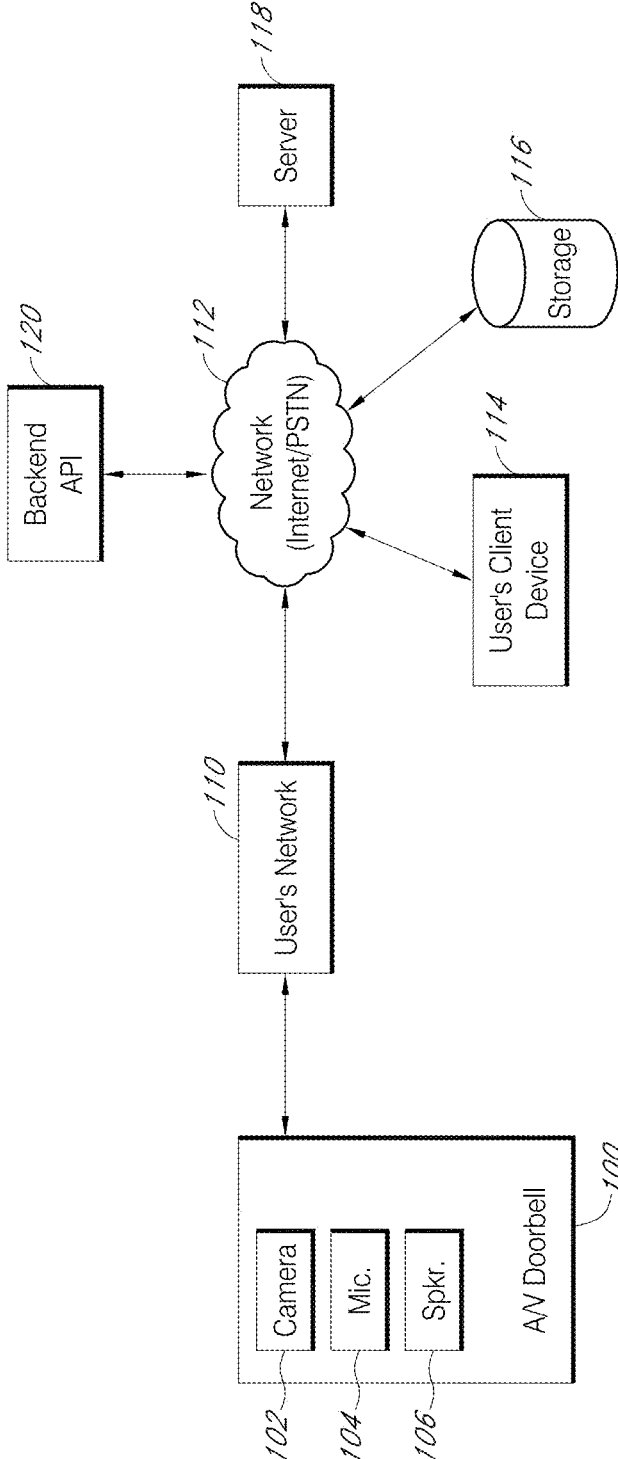 120
Backend
API
118
Server
112
Network
(Internet/PSTN)
110
User's Network
116
Storage
114
User's Client
Device
102
Camera
104
Mic.
106
Spkr.
A/V Doorbell
100